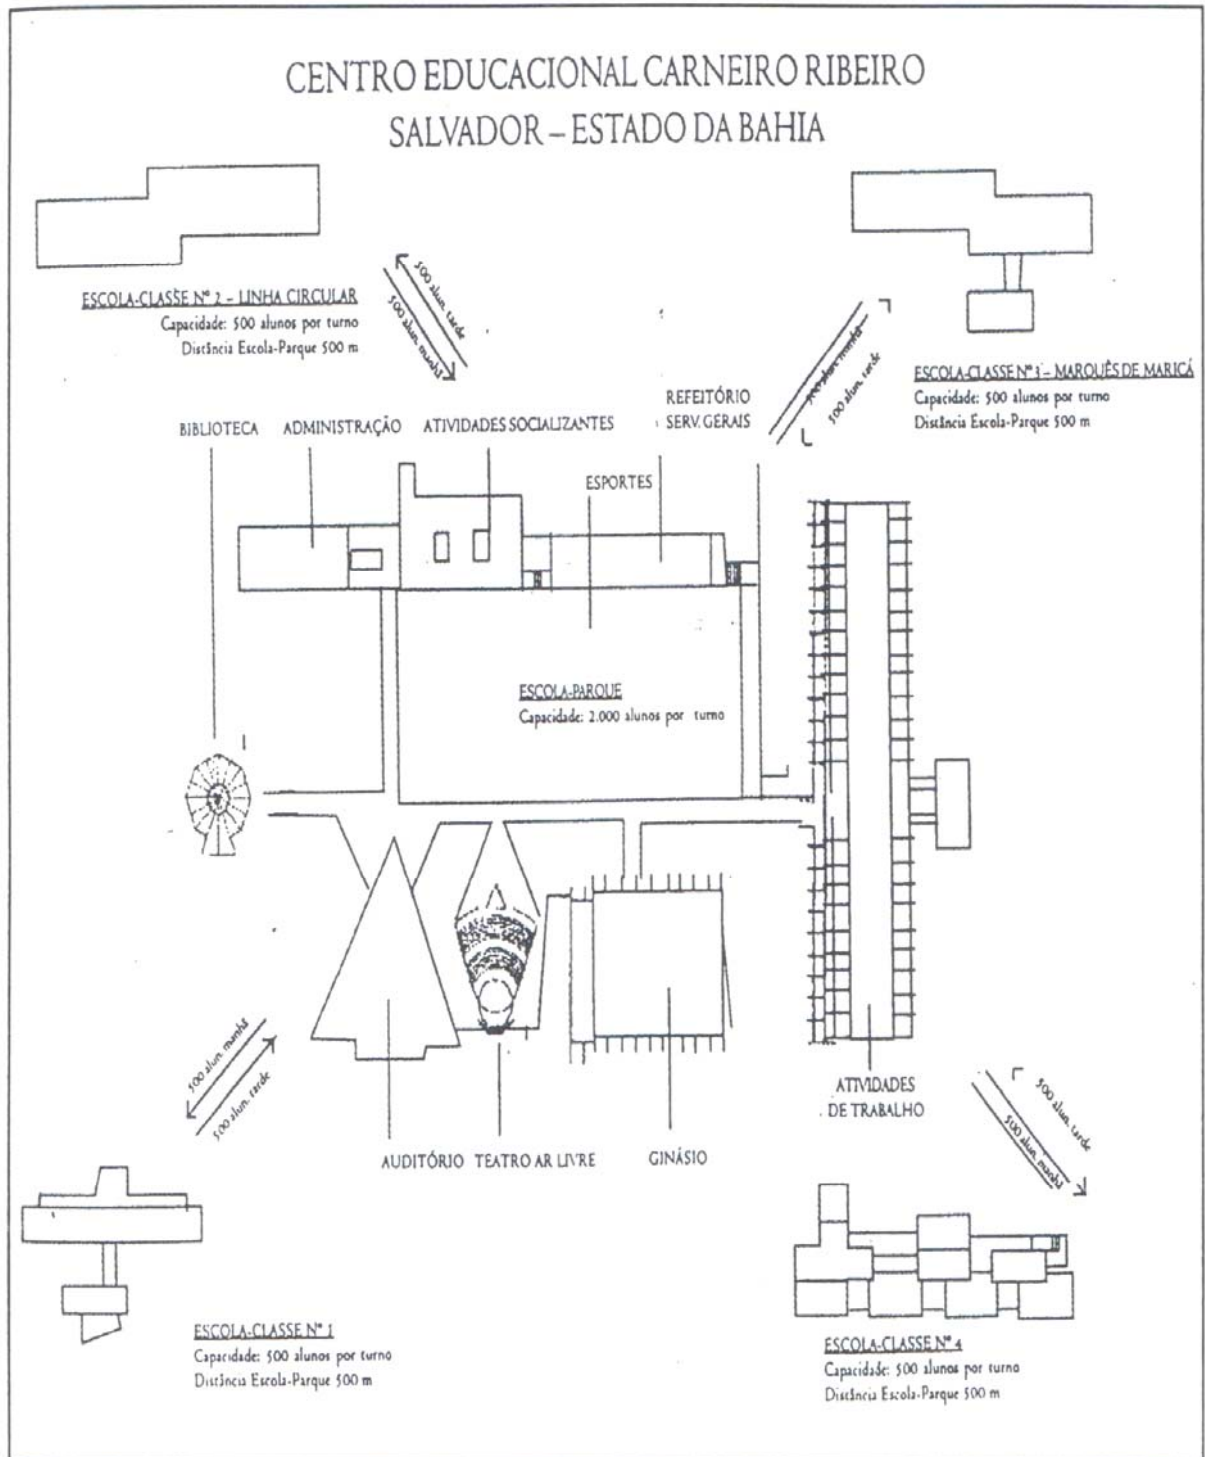 CENTRO EDUCACIONAL CARNEIRO RIBEIRO
SALVADOR – ESTADO DA BAHIA
ESCOLA-CLASSE Nº 2 – LINHA CIRCULAR
Capacidade: 500 alunos por turno
Distância Escola-Parque 500 m
500 alun. tarde
500 alun. manhã
500 alun. manhã
500 alun. tarde
ESCOLA-CLASSE Nº 3 – MARQUÊS DE MARICÁ
Capacidade: 500 alunos por turno
Distância Escola-Parque 500 m
BIBLIOTECA
ADMINISTRAÇÃO
ATIVIDADES SOCIALIZANTES
REFEITÓRIO
SERV. GERAIS
ESPORTES
ESCOLA-PARQUE
Capacidade: 2.000 alunos por turno
500 alun. manhã
500 alun. tarde
ATIVIDADES
DE TRABALHO
500 alun. tarde
500 alun. manhã
AUDITÓRIO
TEATRO AR LIVRE
GINÁSIO
ESCOLA-CLASSE Nº 1
Capacidade: 500 alunos por turno
Distância Escola-Parque 500 m
ESCOLA-CLASSE Nº 4
Capacidade: 500 alunos por turno
Distância Escola-Parque 500 m